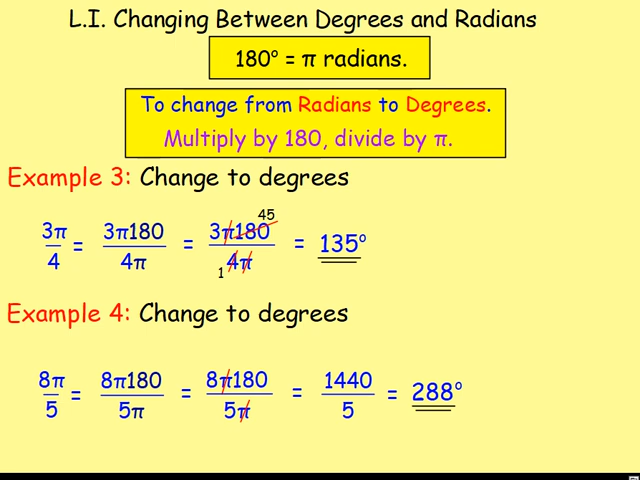 L.I. Changing Between Degrees and Radians
180° = π radians.
To change from Radians to Degrees.
Multiply by 180, divide by π.
Example 3: Change to degrees
3π/4 = 3π180/4π = 3π180/4π 45 1 = 135°
Example 4: Change to degrees
8π/5 = 8π180/5π = 8π180/5π = 1440/5 = 288°